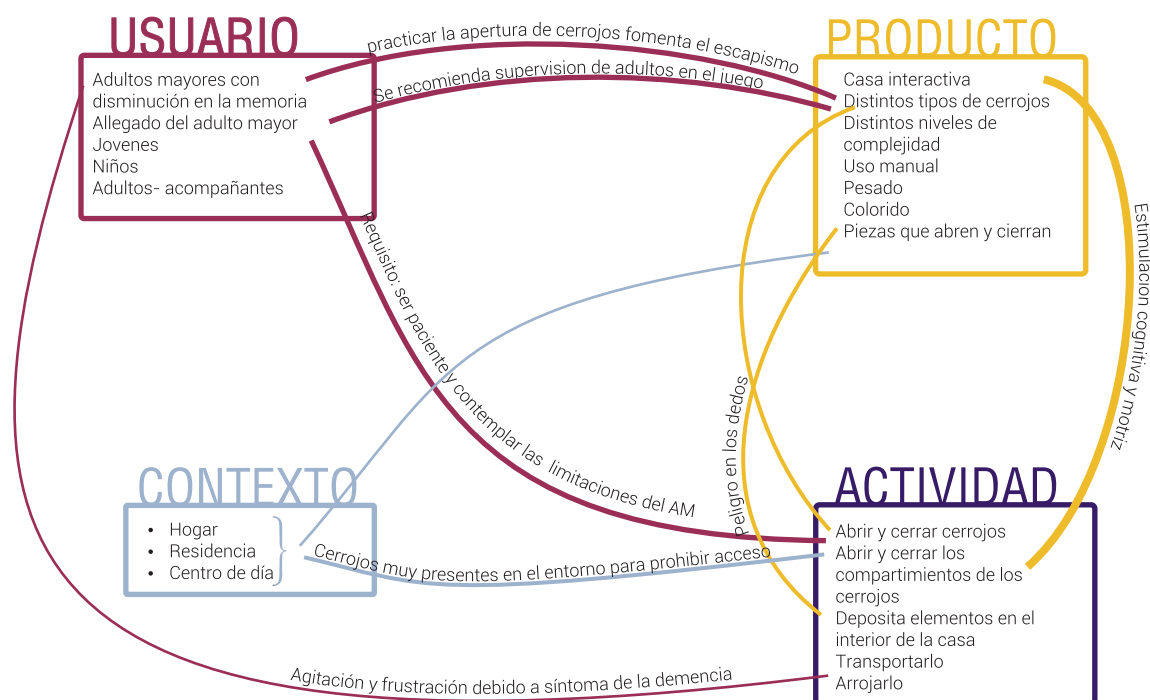 USUARIO
Adultos mayores con
disminución en la memoria
Allegado del adulto mayor
Jovenes
Niños
Adultos- acompañantes
practicar la apertura de cerrojos fomenta el escapismo
Se recomienda supervision de adultos en el juego
PRODUCTO
Casa interactiva
Distintos tipos de cerrojos
Distintos niveles de
complejidad
Uso manual
Pesado
Colorido
Piezas que abren y cierran
Estimulacion cognitiva y motriz
Requisito: ser paciente y contemplar las limitaciones del AM
Peligro en los dedos
CONTEXTO
• Hogar
• Residencia
• Centro de día
Cerrojos muy presentes en el entorno para prohibir acceso
ACTIVIDAD
Abrir y cerrar cerrojos
Abrir y cerrar los
compartimientos de los
cerrojos
Deposita elementos en el
interior de la casa
Transportarlo
Arrojarlo
Agitación y frustración debido a síntoma de la demencia